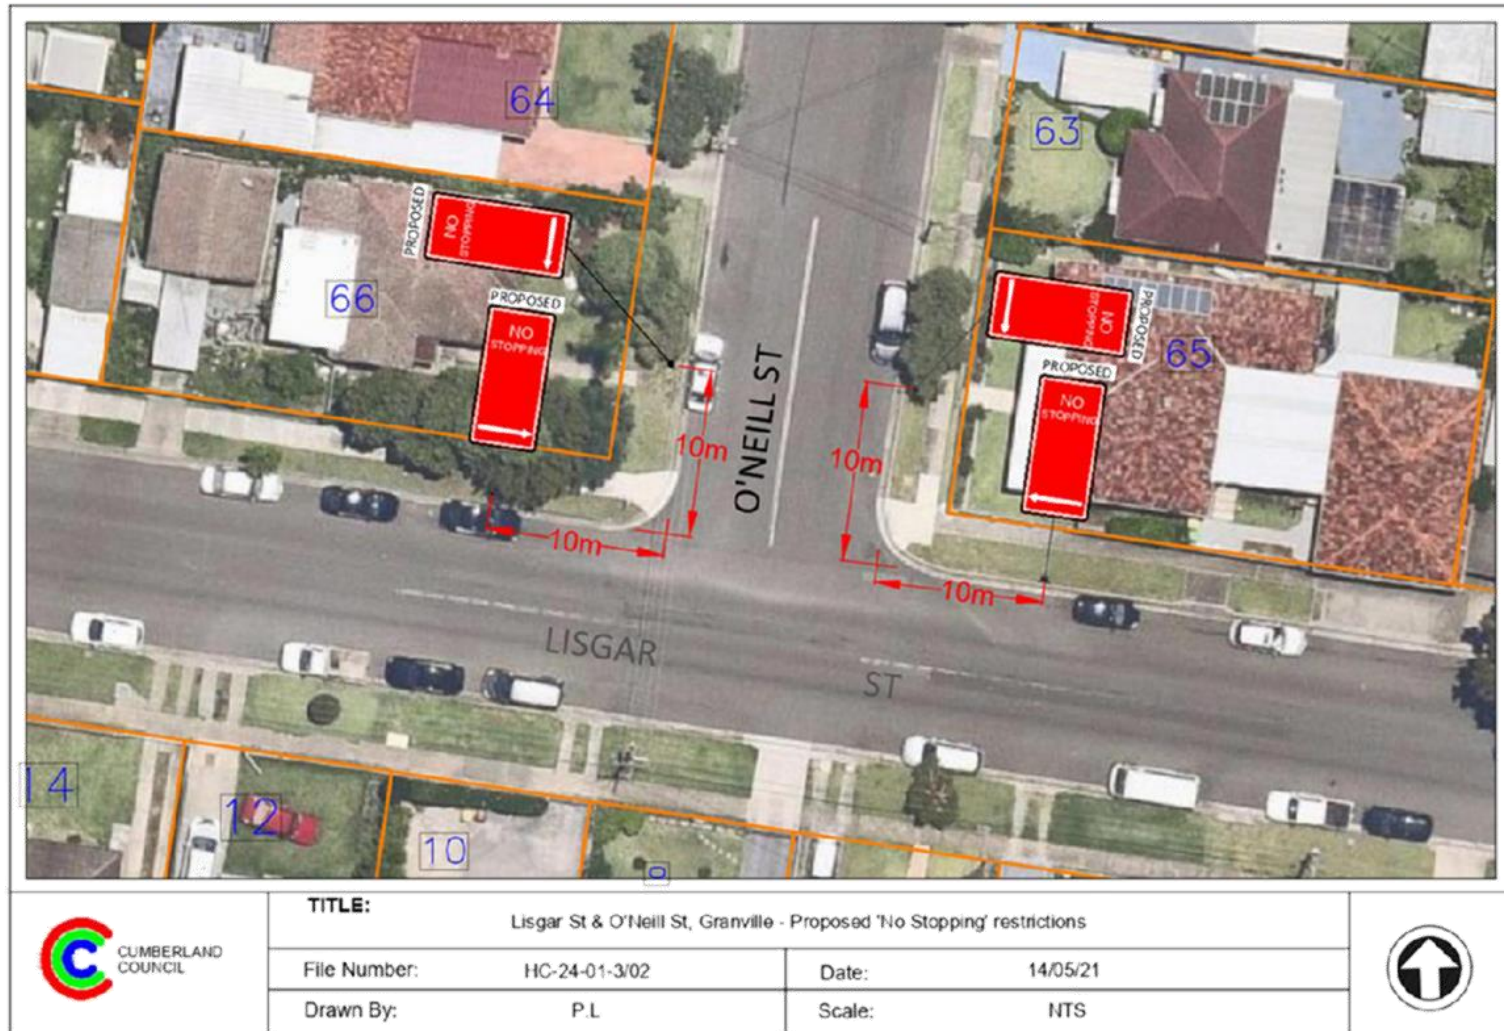 64
63
PROPOSED
NO
STOPPING
66
PROPOSED
NO
STOPPING
NO
STOPPING
PROPOSED
65
PROPOSED
NO
STOPPING
O'NEILL ST
10m
10m
10m
10m
LISGAR
ST
14
12
10
CUMBERLAND
COUNCIL
TITLE:
Lisgar St & O'Neill St, Granville - Proposed 'No Stopping' restrictions
File Number: HC-24-01-3/02 Date: 14/05/21
Drawn By: P.L Scale: NTS